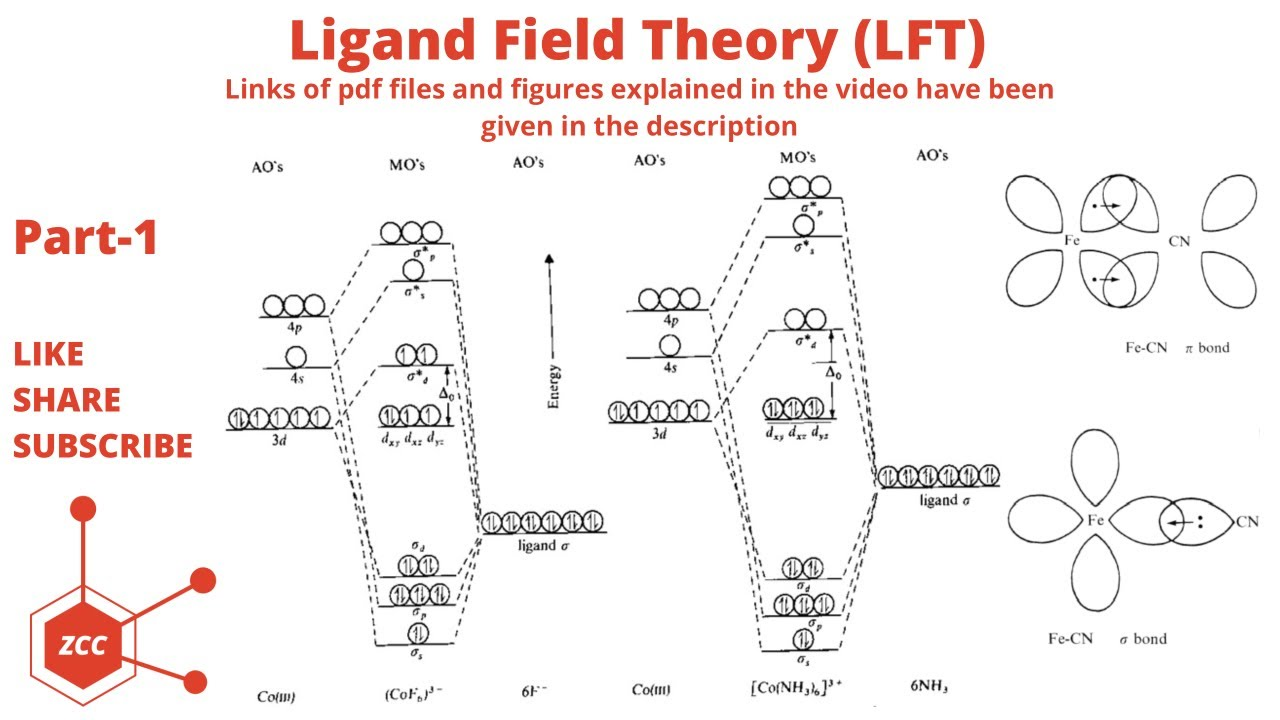 Ligand Field Theory (LFT)
Links of pdf files and figures explained in the video have been
given in the description
Part-1
LIKE
SHARE
SUBSCRIBE
ZCC
AO's
MO's
AO's
σ*p
σ*s
4p
4s
σ*d
Δo
3d
dxy dxz dyz
ligand σ
σd
σp
σs
Co(III)
(CoF6)3−
6F−
Energy
AO's
MO's
AO's
σ*p
σ*s
4p
4s
σ*d
Δo
3d
dxy dxz dyz
ligand σ
σd
σp
σs
Co(III)
[Co(NH3)6]3+
6NH3
Fe
CN
Fe-CN π bond
Fe
CN
Fe-CN σ bond